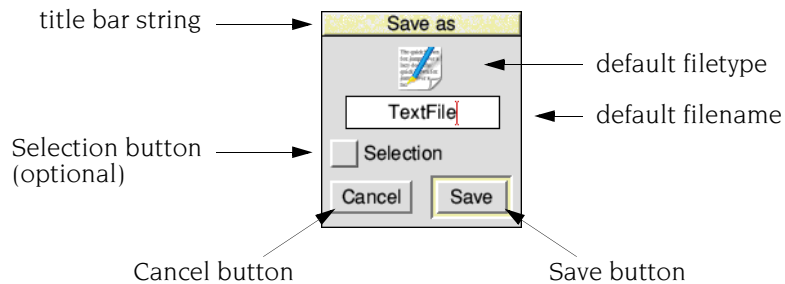 title bar string
Save as
default filetype
TextFile
default filename
Selection button
(optional)
Selection
Cancel
Save
Cancel button
Save button